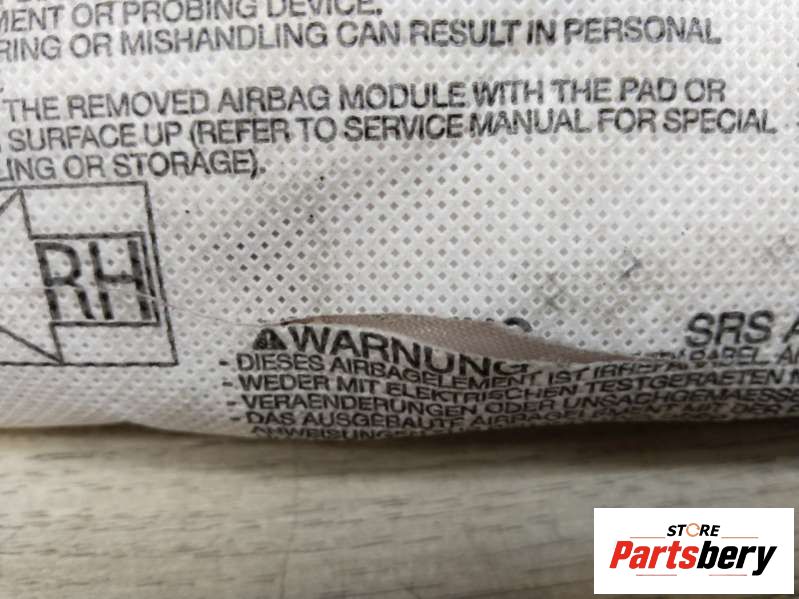 MENT OR PROBING DEVICE.
RING OR MISHANDLING CAN RESULT IN PERSONAL
THE REMOVED AIRBAG MODULE WITH THE PAD OR
SURFACE UP (REFER TO SERVICE MANUAL FOR SPECIAL
LING OR STORAGE).
RH
WARNUNG
SRS A
- DIESES AIRBAGELEMENT IST
- WEDER MIT ELEKTRISCHEN TESTGERAETEN
- VERAENDERUNGEN ODER UNSACHGEMAESSE
- DAS AUSGEBAUTE AIRBAGELEMENT
STORE
Partsbery